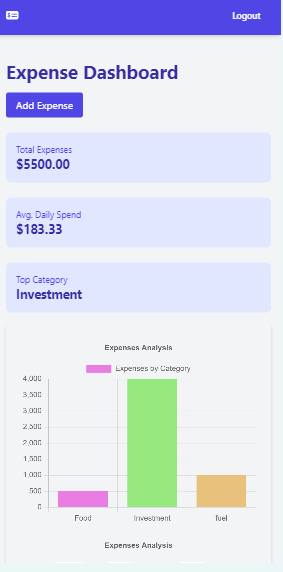 Logout
Expense Dashboard
Add Expense
Total Expenses
$5500.00
Avg. Daily Spend
$183.33
Top Category
Investment
Expenses Analysis
Expenses by Category
4,000
3,500
3,000
2,500
2,000
1,500
1,000
500
0
Food Investment fuel
Expenses Analysis